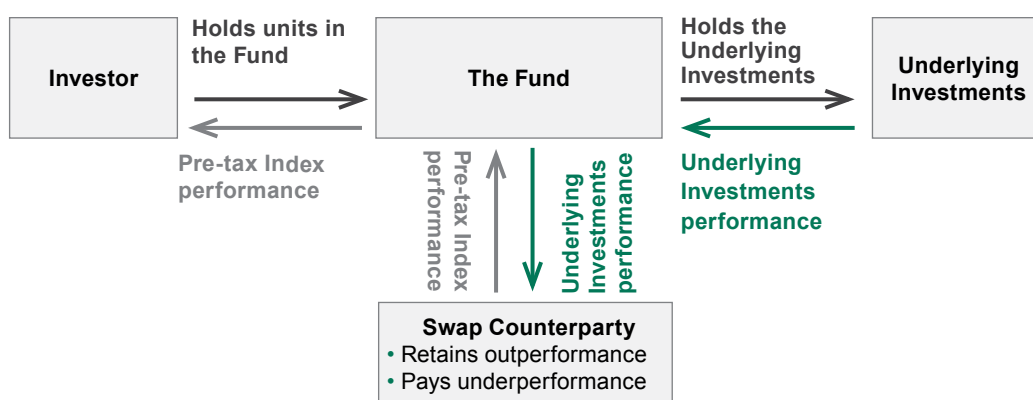 Investor
Holds units in
the Fund
Pre-tax Index
performance
The Fund
Holds the
Underlying
Investments
Underlying
Investments
performance
Underlying
Investments
Pre-tax Index
performance
Underlying
Investments
performance
Swap Counterparty
• Retains outperformance
• Pays underperformance